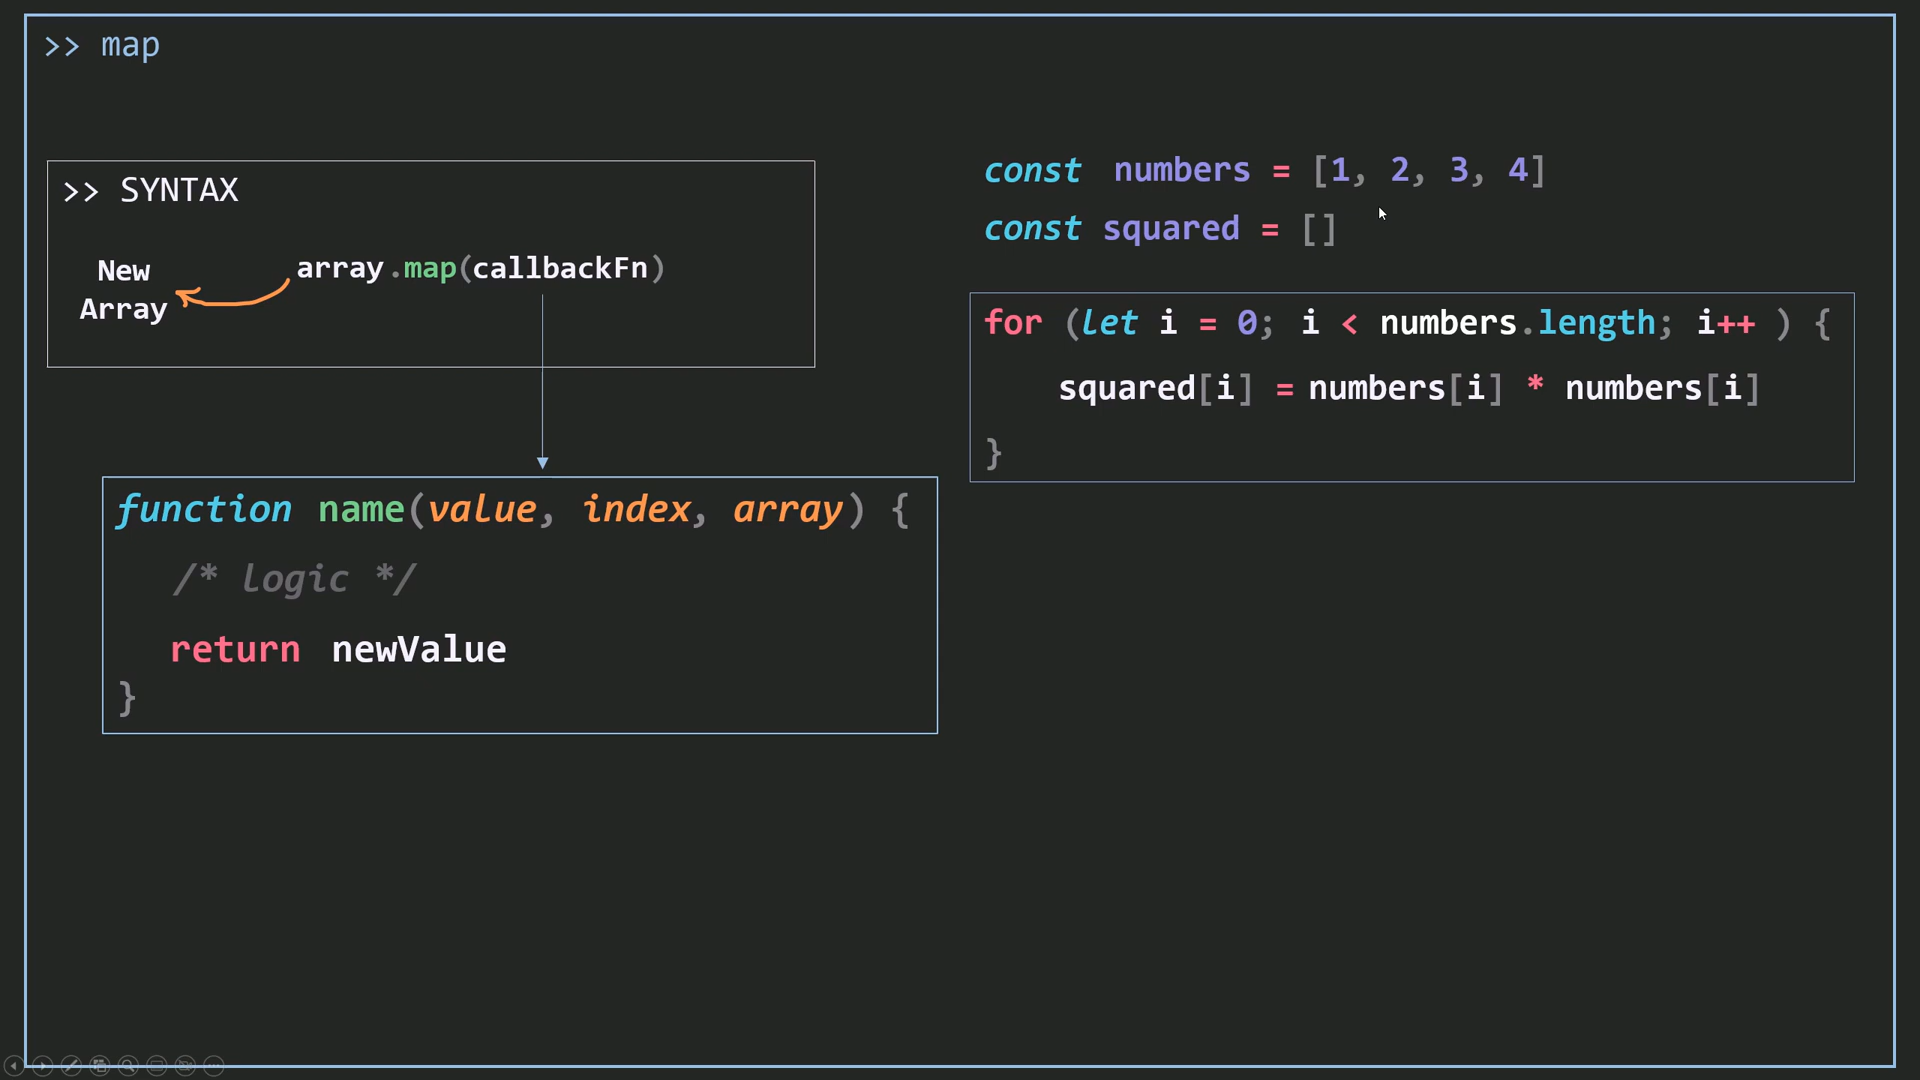 >> map
>> SYNTAX
New
Array
array.map(callbackFn)
function name(value, index, array) {
/* logic */
return newValue
}
const numbers = [1, 2, 3, 4]
const squared = []
for (let i = 0; i < numbers.length; i++ ) {
squared[i] = numbers[i] * numbers[i]
}